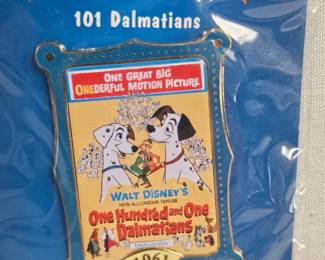 101 Dalmatians
ONE GREAT BIG
ONEDERFUL MOTION PICTURE
WALT DISNEY'S
NEW ALL-CARTOON FEATURE
One Hundred and One
Dalmatians
1961